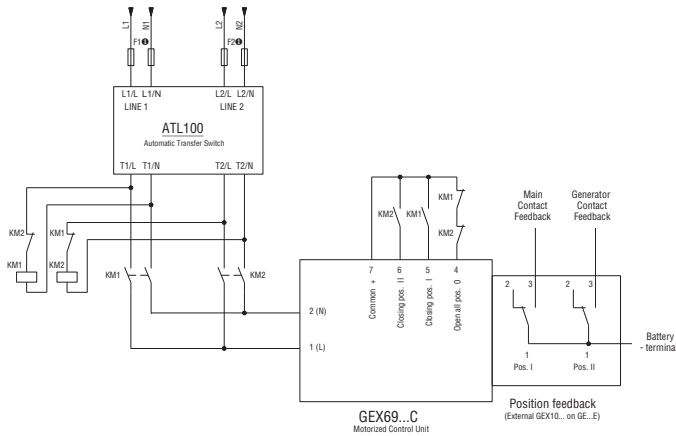 L1 N1 L2 N2
F1❶ F2❶
L1/L L1/N L2/L L2/N
LINE 1 LINE 2
ATL100
Automatic Transfer Switch
T1/L T1/N T2/L T2/N
KM2 KM1
KM1 KM2
KM1 KM2
KM2 KM1 KM1
KM2
7 6 5 4
Common +
Closing pos. II
Closing pos. I
Open all pos. 0
2 (N)
1 (L)
GEX69...C
Motorized Control Unit
Main
Contact
Feedback
Generator
Contact
Feedback
2 3 2 3
1 1
Pos. I Pos. II
Battery
- termina
Position feedback
(External GEX10... on GE...E)